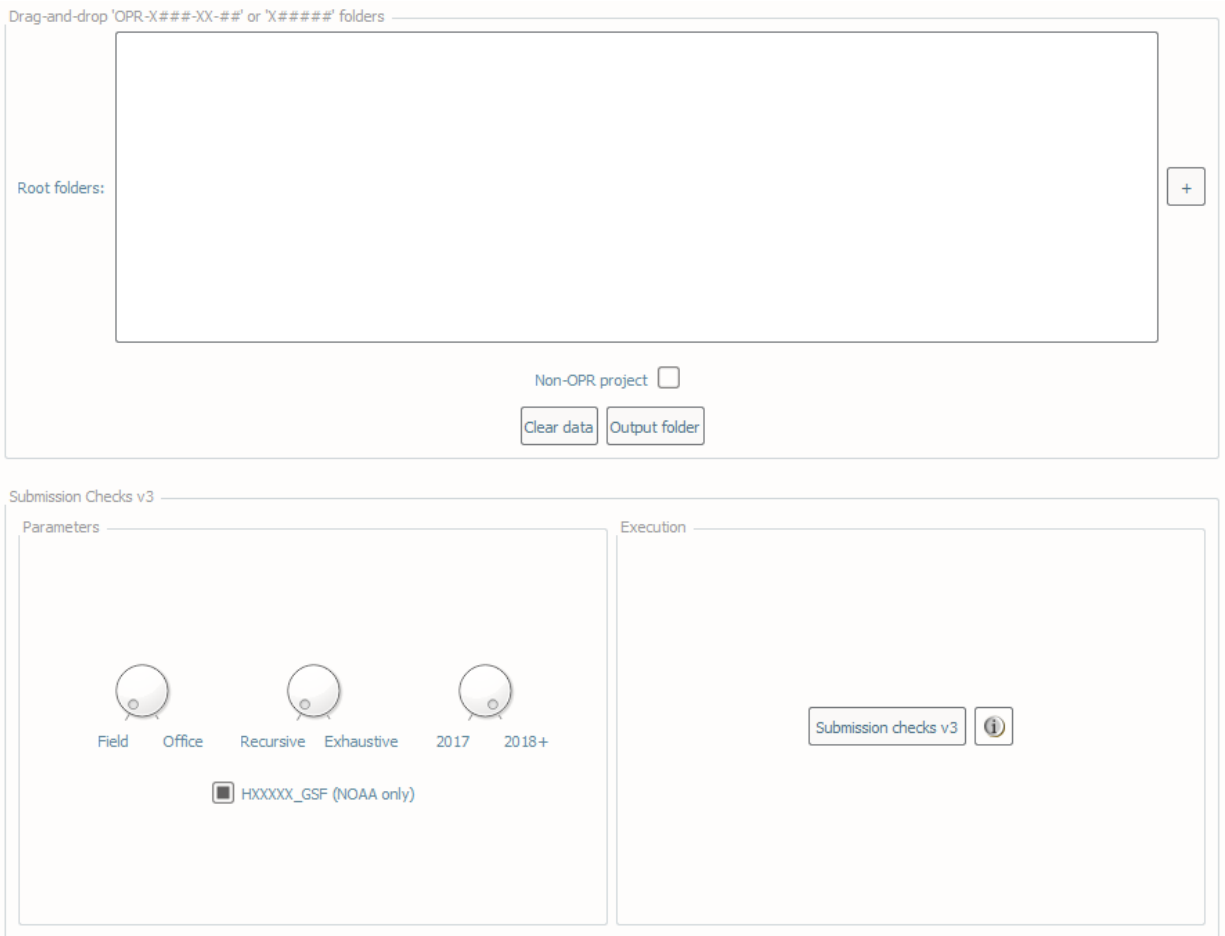 Drag-and-drop 'OPR-X###-XX-##' or 'X#####' folders
Root folders:
+
Non-OPR project
Clear data Output folder
Submission Checks v3
Parameters
Execution
Field Office Recursive Exhaustive 2017 2018+
HXXXXX_GSF (NOAA only)
Submission checks v3 i